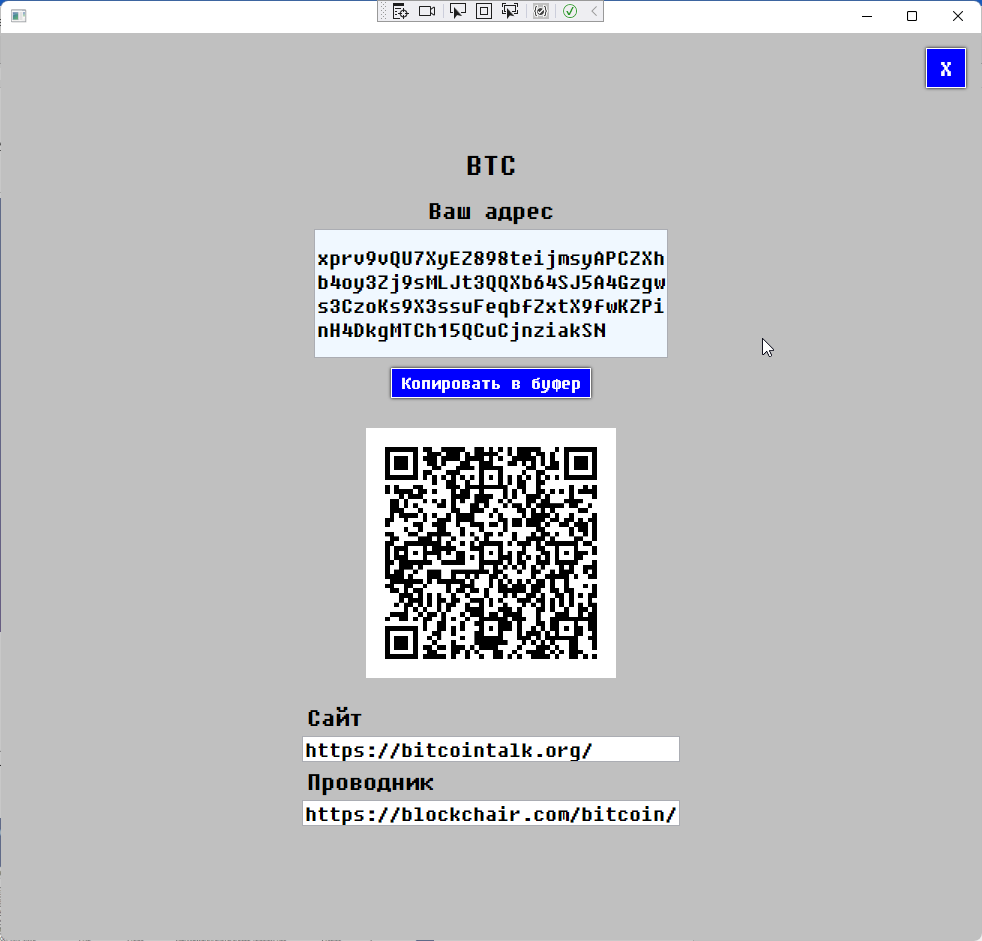 X
BTC
Ваш адрес
xprv9vQU7XyEZ898teijmsyAPCZXh
b4oy3Zj9sMLJt3QQXb64SJ5A4Gzgw
s3CzoKs9X3ssuFeqbfZxtX9fwKZPi
nH4DkgMTCh15QCuCjnziakSN
Копировать в буфер
Сайт
https://bitcointalk.org/
Проводник
https://blockchair.com/bitcoin/